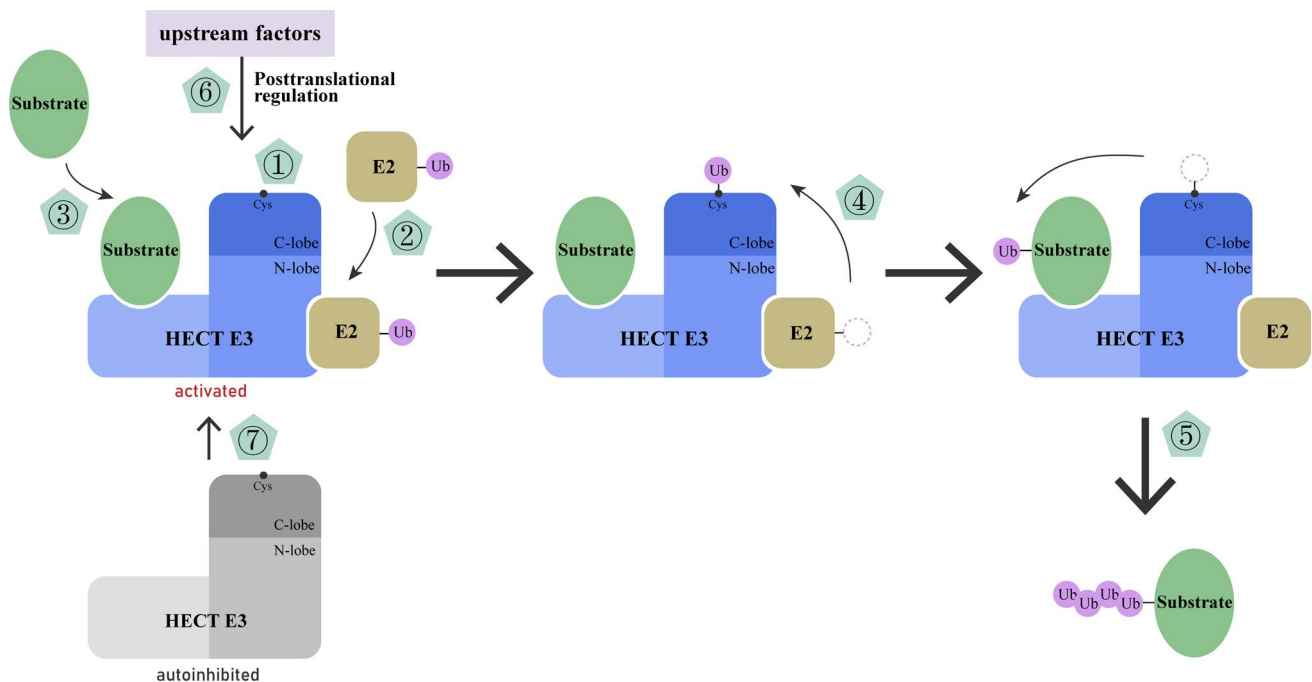 upstream factors
⑥
Posttranslational
regulation
Substrate
①
E2
Ub
③
Cys
②
Substrate
C-lobe
N-lobe
HECT E3
E2
Ub
activated
Ub
Cys
④
Substrate
C-lobe
N-lobe
HECT E3
E2
Cys
Ub
Substrate
C-lobe
N-lobe
HECT E3
E2
⑦
Cys
C-lobe
N-lobe
HECT E3
autoinhibited
⑤
Ub
Ub
Ub
Ub
Substrate